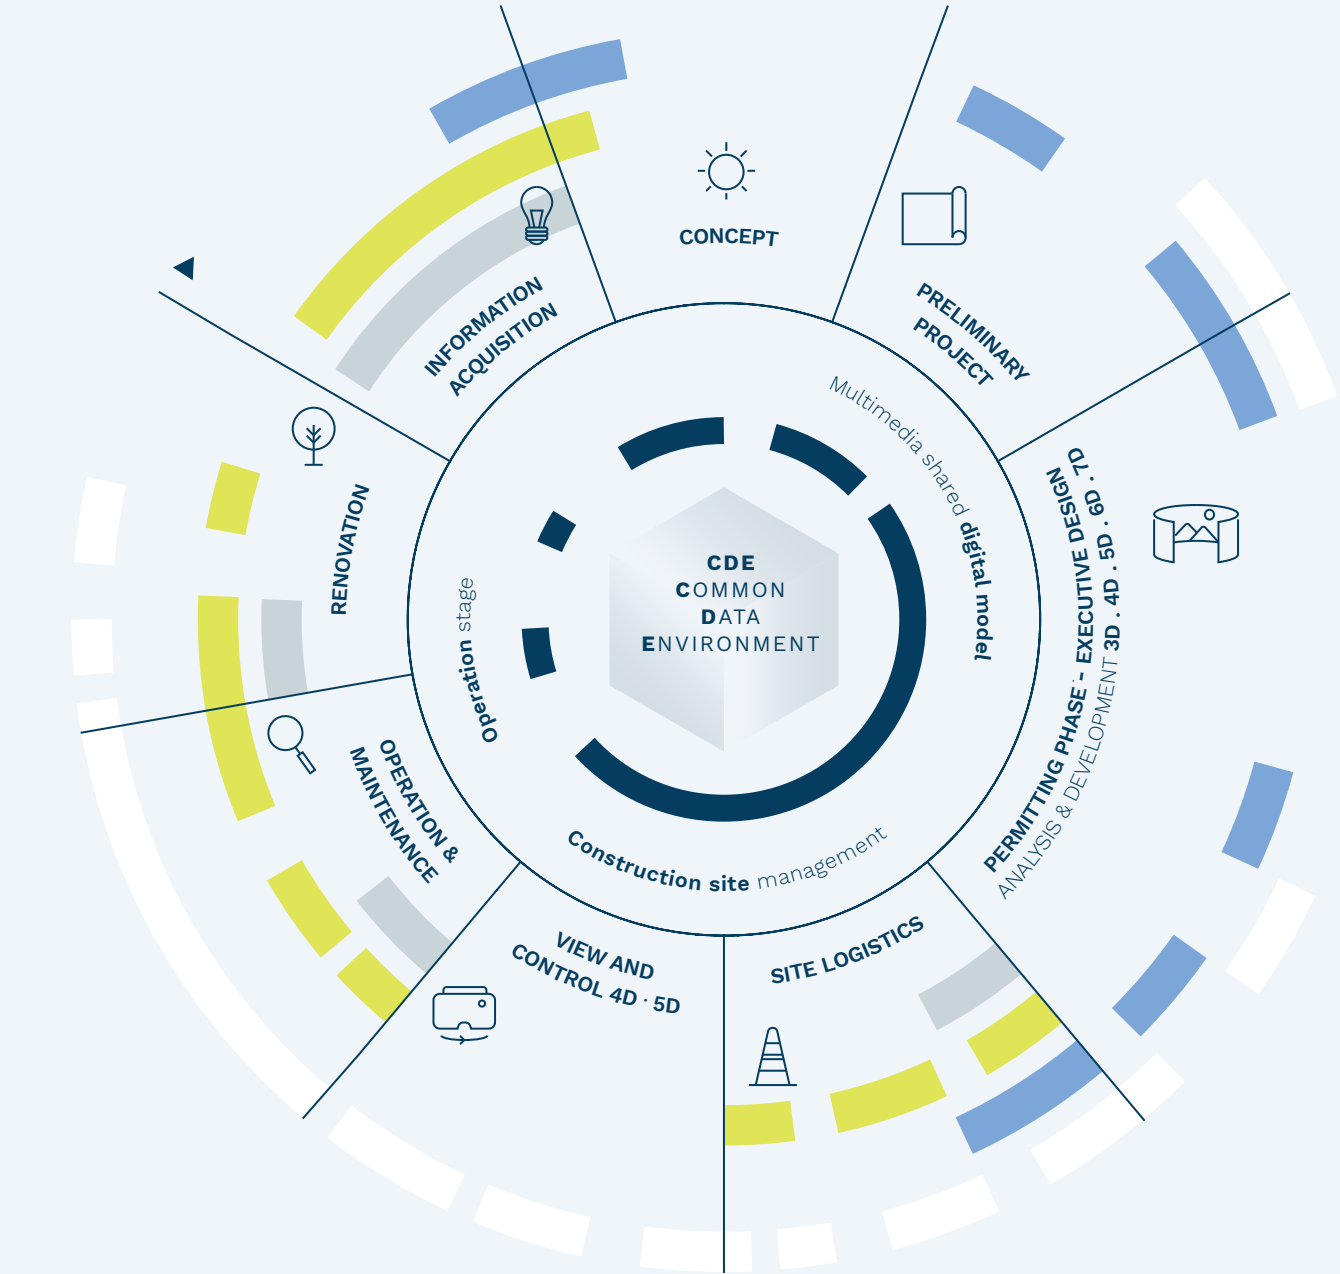 CONCEPT
PRELIMINARY
PROJECT
PERMITTING PHASE - EXECUTIVE DESIGN
ANALYSIS & DEVELOPMENT 3D . 4D . 5D . 6D . 7D
SITE LOGISTICS
VIEW AND
CONTROL 4D · 5D
OPERATION &
MAINTENANCE
RENOVATION
INFORMATION
ACQUISITION
Multimedia shared digital model
Construction site management
Operation stage
CDE
COMMON
DATA
ENVIRONMENT